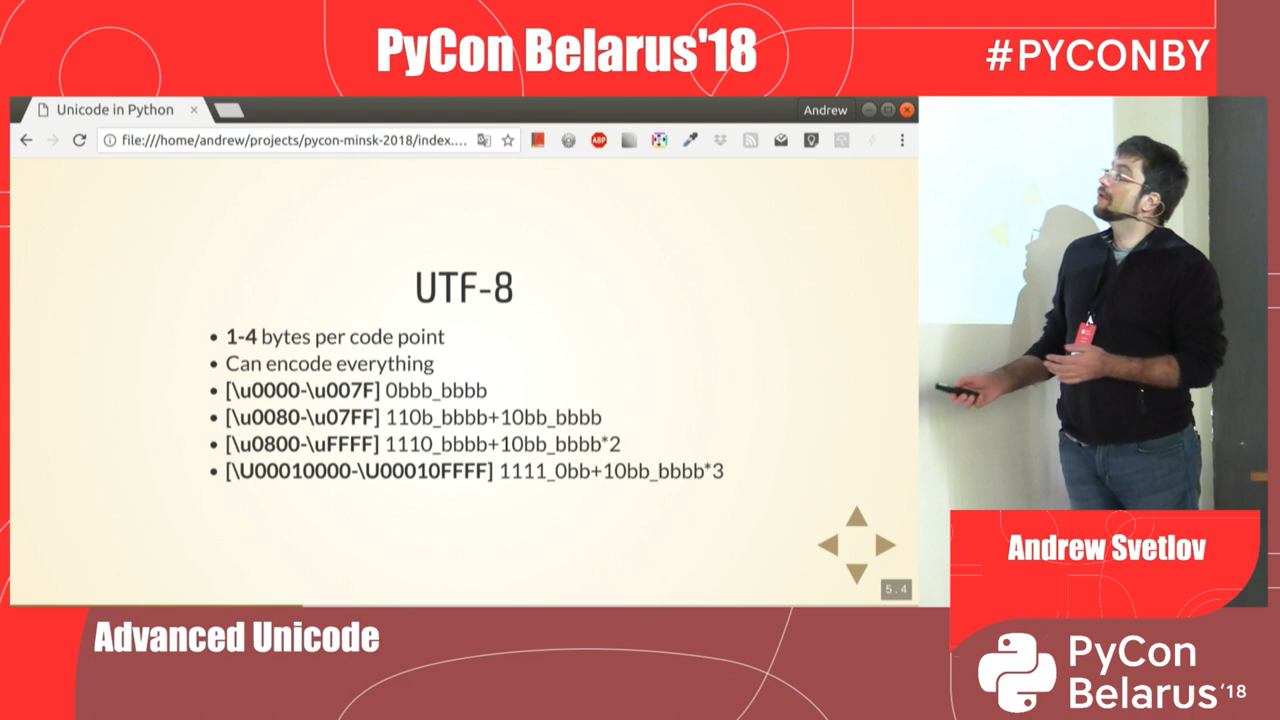 PyCon Belarus'18
#PYCONBY
Unicode in Python
Andrew
file:///home/andrew/projects/pycon-minsk-2018/index....
ABP
UTF-8
• 1-4 bytes per code point
• Can encode everything
• [\u0000-\u007F] 0bbb_bbbb
• [\u0080-\u07FF] 110b_bbbb+10bb_bbbb
• [\u0800-\uFFFF] 1110_bbbb+10bb_bbbb*2
• [\U00010000-\U00010FFFF] 1111_0bb+10bb_bbbb*3
5.4
Andrew Svetlov
Advanced Unicode
PyCon
Belarus'18